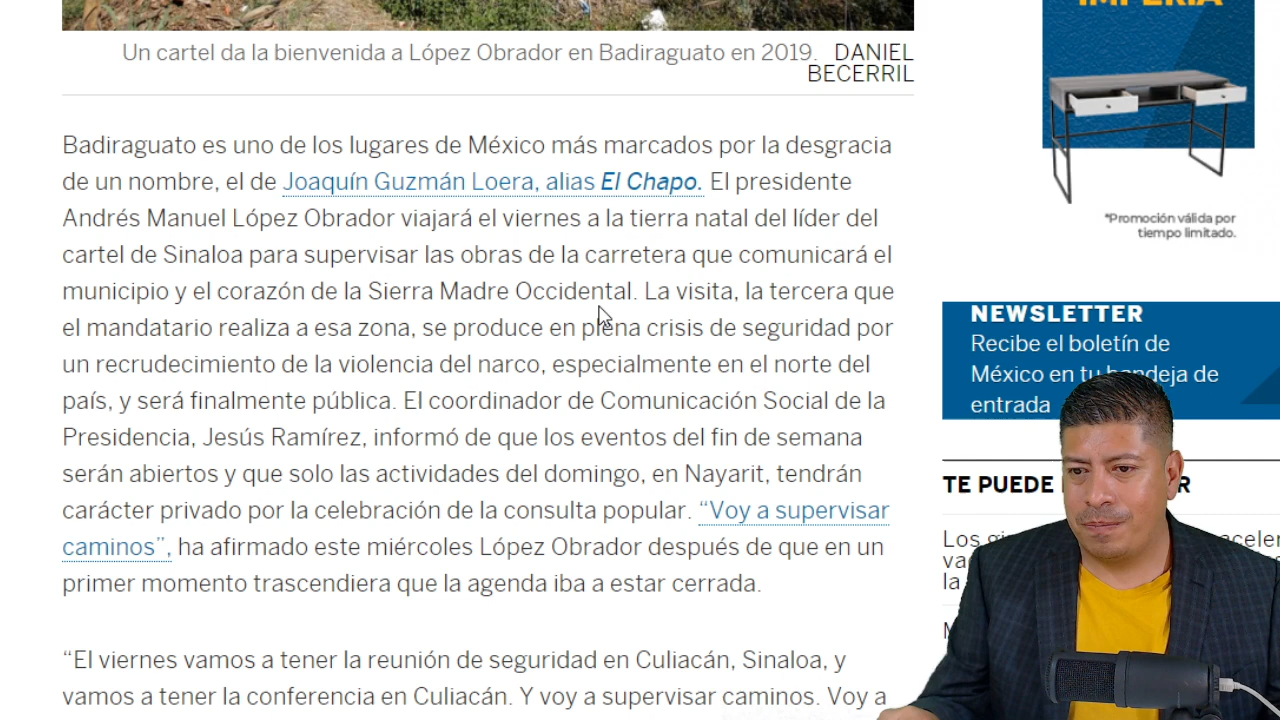 IMPERIA
Un cartel da la bienvenida a López Obrador en Badiraguato en 2019. DANIEL
BECERRIL
Badiraguato es uno de los lugares de México más marcados por la desgracia
de un nombre, el de Joaquín Guzmán Loera, alias El Chapo. El presidente
Andrés Manuel López Obrador viajará el viernes a la tierra natal del líder del
cartel de Sinaloa para supervisar las obras de la carretera que comunicará el
municipio y el corazón de la Sierra Madre Occidental. La visita, la tercera que
el mandatario realiza a esa zona, se produce en plena crisis de seguridad por
un recrudecimiento de la violencia del narco, especialmente en el norte del
país, y será finalmente pública. El coordinador de Comunicación Social de la
Presidencia, Jesús Ramírez, informó de que los eventos del fin de semana
serán abiertos y que solo las actividades del domingo, en Nayarit, tendrán
carácter privado por la celebración de la consulta popular. “Voy a supervisar
caminos”, ha afirmado este miércoles López Obrador después de que en un
primer momento trascendiera que la agenda iba a estar cerrada.
“El viernes vamos a tener la reunión de seguridad en Culiacán, Sinaloa, y
vamos a tener la conferencia en Culiacán. Y voy a supervisar caminos. Voy a
*Promoción válida por
tiempo limitado.
NEWSLETTER
Recibe el boletín de
México en tu bandeja de
entrada
TE PUEDE
Los
la